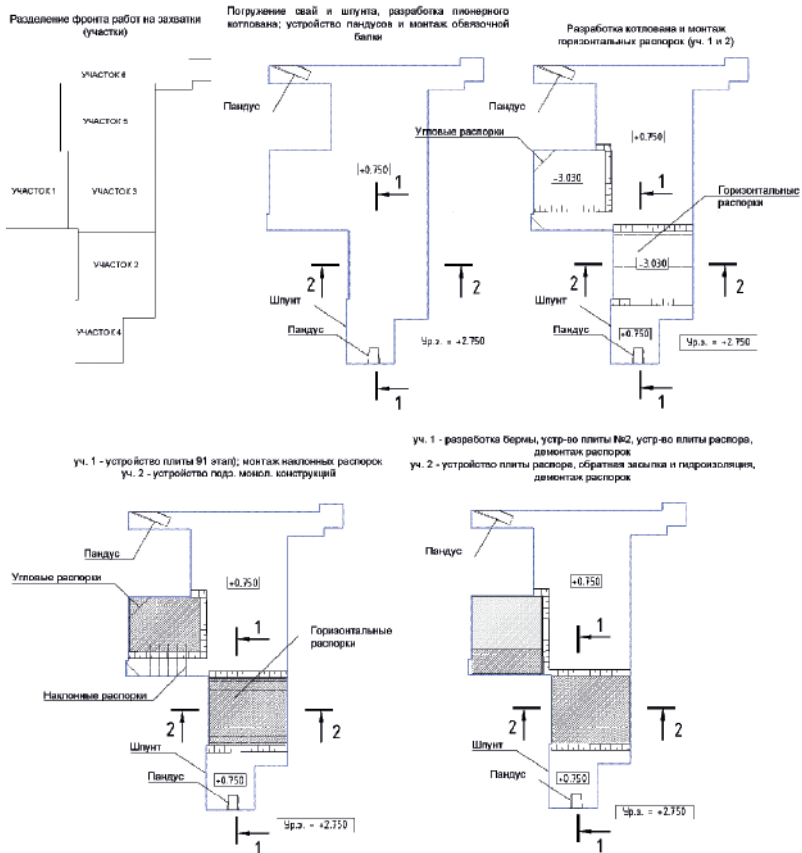 Разделение фронта работ на захватки
(участки)
УЧАСТОК 6
УЧАСТОК 5
УЧАСТОК 1
УЧАСТОК 3
УЧАСТОК 2
УЧАСТОК 4
Погружение свай и шпунта, разработка пионерного
котлована; устройство пандусов и монтаж обвязочной
балки
Пандус
+0.750
1
2
2
Шпунт
Пандус
Ур.з. = +2.750
1
Разработка котлована и монтаж
горизонтальных распорок (уч. 1 и 2)
Пандус
Угловые распорки
+0.750
-3.030
1
Горизонтальные
распорки
-3.030
2
2
Шпунт
Пандус
+0.750
Ур.з. = +2.750
1
уч. 1 - устройство плиты 91 этап); монтаж наклонных распорок
уч. 2 - устройство подз. монол. конструкций
Пандус
Угловые распорки
+0.750
1
Горизонтальные
распорки
Наклонные распорки
2
2
Шпунт
Пандус
+0.750
Ур.з. = +2.750
1
уч. 1 - разработка бермы, устр-во плиты №2, устр-во плиты распора,
демонтаж распорок
уч. 2 - устройство плиты распора, обратная засыпка и гидроизоляция,
демонтаж распорок
Пандус
+0.750
1
2
2
Шпунт
Пандус
+0.750
Ур.з. = +2.750
1